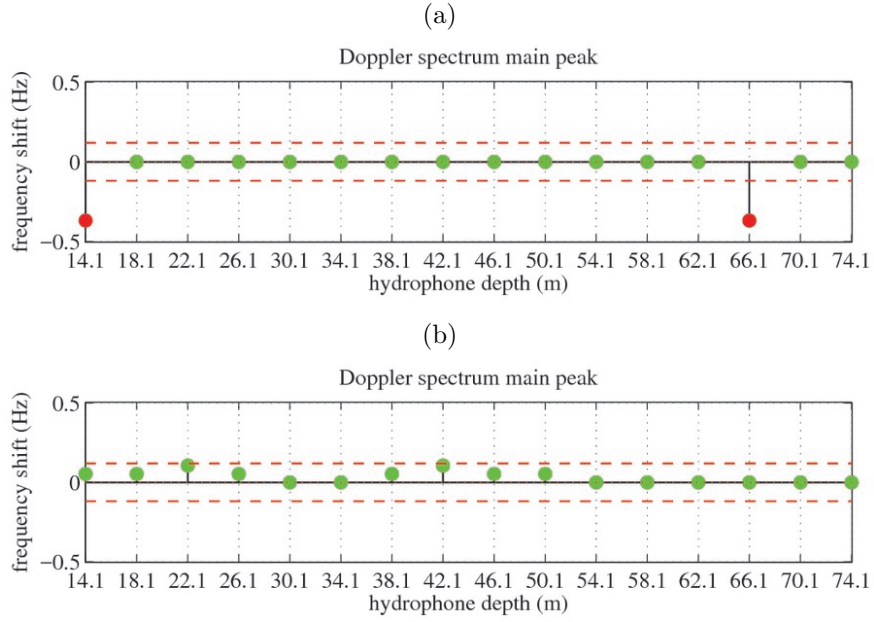 (a)
Doppler spectrum main peak
frequency shift (Hz)
0.5
0
−0.5
14.1 18.1 22.1 26.1 30.1 34.1 38.1 42.1 46.1 50.1 54.1 58.1 62.1 66.1 70.1 74.1
hydrophone depth (m)
(b)
Doppler spectrum main peak
frequency shift (Hz)
0.5
0
−0.5
14.1 18.1 22.1 26.1 30.1 34.1 38.1 42.1 46.1 50.1 54.1 58.1 62.1 66.1 70.1 74.1
hydrophone depth (m)